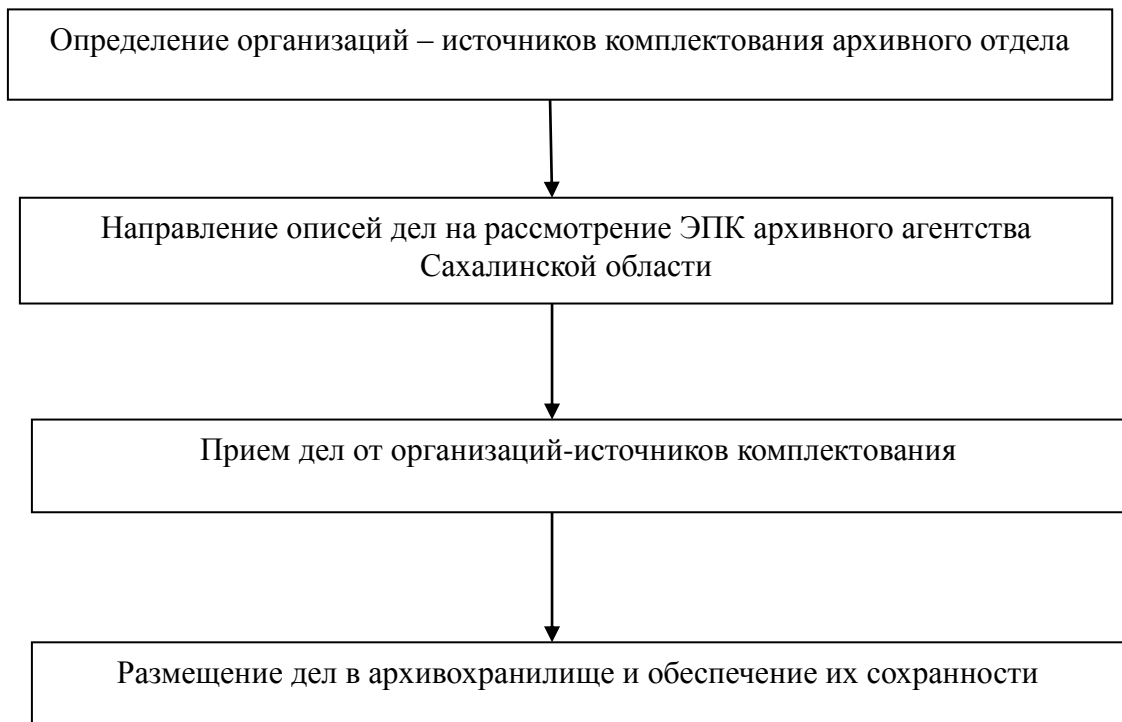 Определение организаций – источников комплектования архивного отдела
Направление описей дел на рассмотрение ЭПК архивного агентства
Сахалинской области
Прием дел от организаций-источников комплектования
Размещение дел в архивохранилище и обеспечение их сохранности